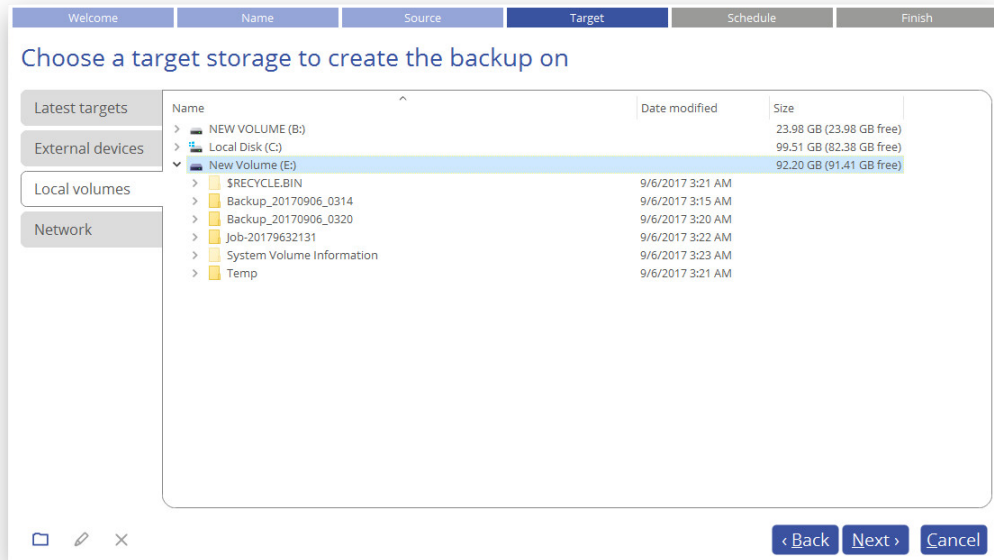 Welcome Name Source Target Schedule Finish
Choose a target storage to create the backup on
Latest targets
External devices
Local volumes
Network
Name Date modified Size
NEW VOLUME (B:) 23.98 GB (23.98 GB free)
Local Disk (C:) 99.51 GB (82.38 GB free)
New Volume (E:) 92.20 GB (91.41 GB free)
$RECYCLE.BIN 9/6/2017 3:21 AM
Backup_20170906_0314 9/6/2017 3:15 AM
Backup_20170906_0320 9/6/2017 3:20 AM
Job-20179632131 9/6/2017 3:22 AM
System Volume Information 9/6/2017 3:23 AM
Temp 9/6/2017 3:21 AM
‹ Back Next › Cancel